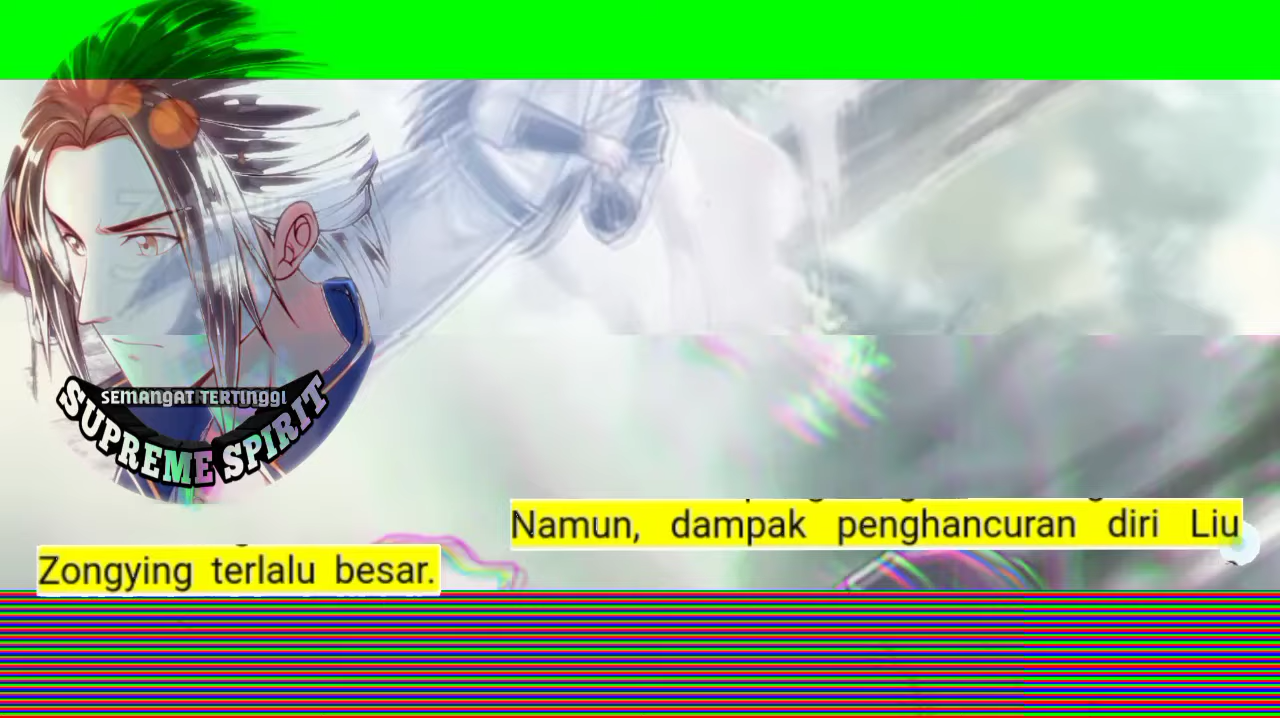 SEMANGAT TERTINGGI
SUPREME SPIRIT
Namun, dampak penghancuran diri Liu
Zongying terlalu besar.